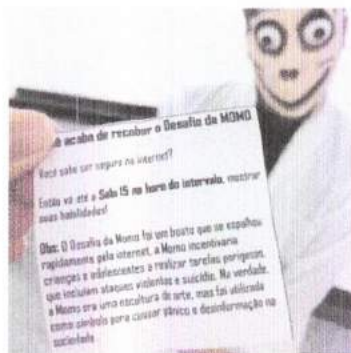 ê acaba de receber o Desafio da MOMO.
Você sabe ser seguro na internet?
Então vá até a Sala 15 na hora do intervalo, mostrar
suas habilidades!
Obs: O Desafio da Momo foi um boato que se espalhou
rapidamente pela internet, a Momo incentivaria
crianças e adolescentes a realizar tarefas perigosas,
que incluíam ataques violentos e suicídio. Na verdade,
a Momo era uma escultura de arte, mas foi utilizada
como símbolo para causar pânico e desinformação na
sociedade